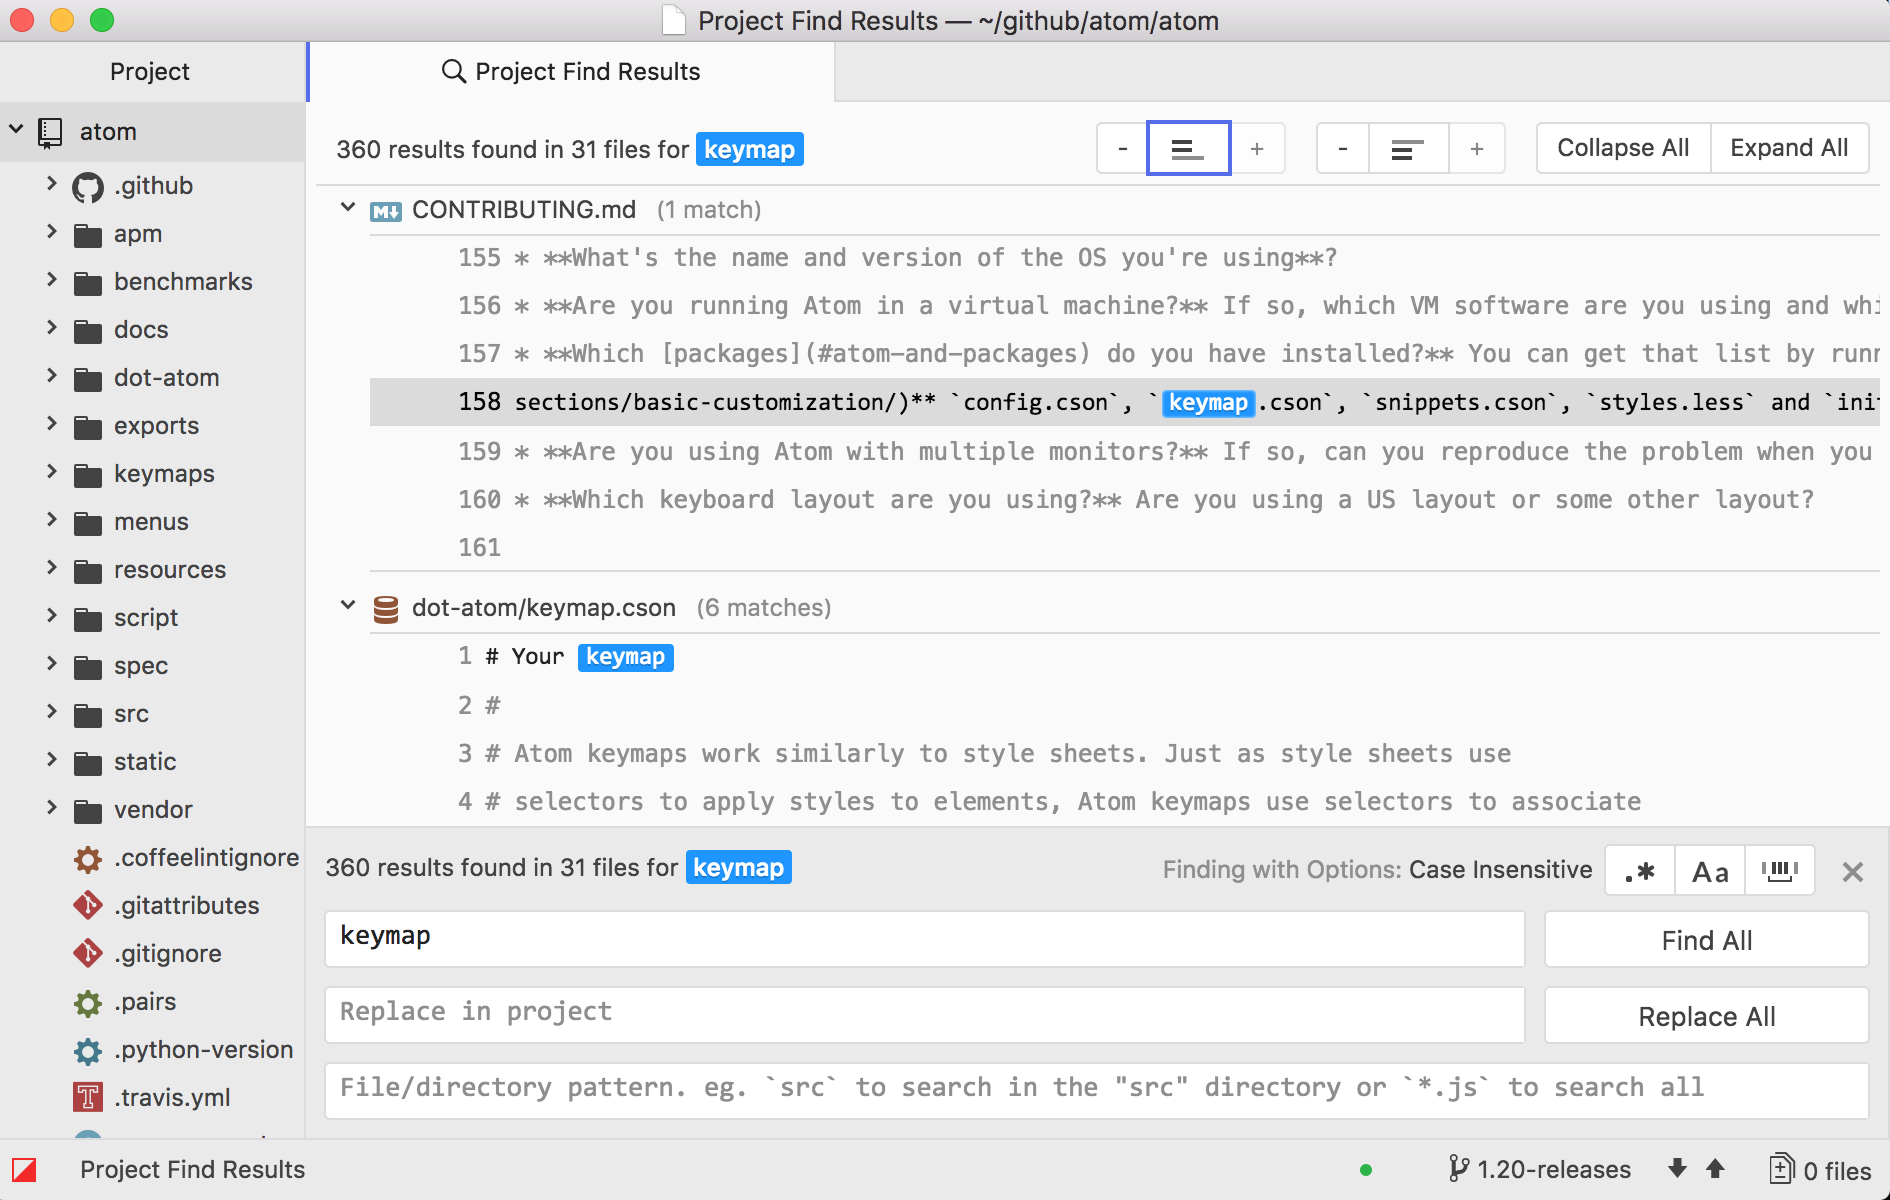 Project Find Results — ~/github/atom/atom
Project
Project Find Results
atom
.github
apm
benchmarks
docs
dot-atom
exports
keymaps
menus
resources
script
spec
src
static
vendor
.coffeelintignore
.gitattributes
.gitignore
.pairs
.python-version
.travis.yml
360 results found in 31 files for keymap
- + - + Collapse All Expand All
CONTRIBUTING.md (1 match)
155 * **What's the name and version of the OS you're using**?
156 * **Are you running Atom in a virtual machine?** If so, which VM software are you using and whi
157 * **Which [packages](#atom-and-packages) do you have installed?** You can get that list by runn
158 sections/basic-customization/)** `config.cson`, `keymap.cson`, `snippets.cson`, `styles.less` and `init
159 * **Are you using Atom with multiple monitors?** If so, can you reproduce the problem when you
160 * **Which keyboard layout are you using?** Are you using a US layout or some other layout?
161
dot-atom/keymap.cson (6 matches)
1 # Your keymap
2 #
3 # Atom keymaps work similarly to style sheets. Just as style sheets use
4 # selectors to apply styles to elements, Atom keymaps use selectors to associate
360 results found in 31 files for keymap
Finding with Options: Case Insensitive .* Aa
keymap
Find All
Replace in project
Replace All
File/directory pattern. eg. `src` to search in the "src" directory or `*.js` to search all
Project Find Results
1.20-releases
0 files